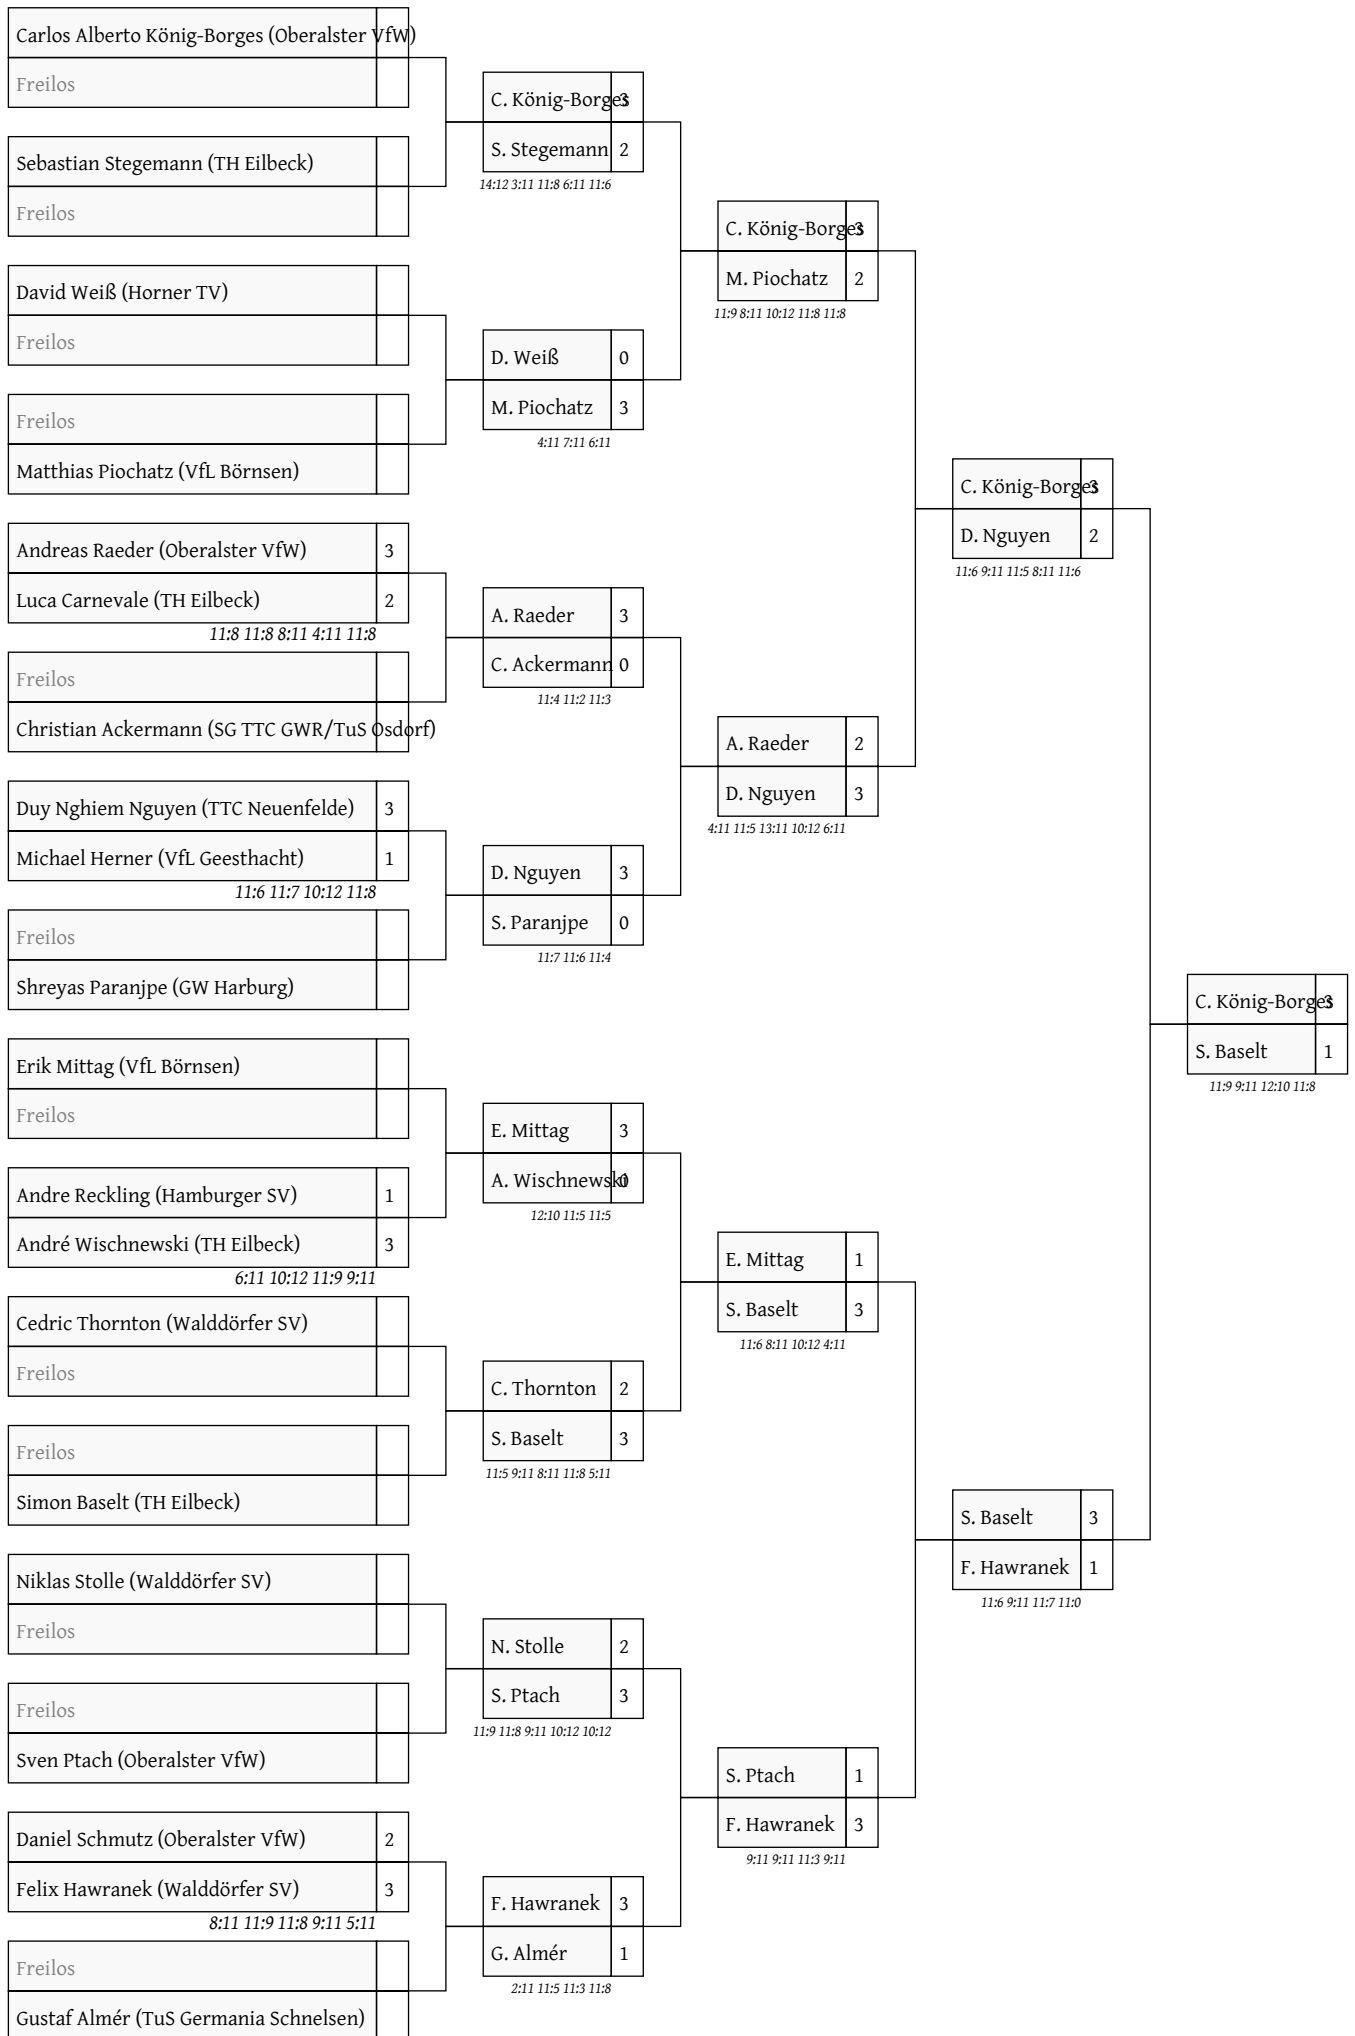 Carlos Alberto König-Borges (Oberalster VfW)
Freilos
Sebastian Stegemann (TH Eilbeck)
Freilos
David Weiß (Horner TV)
Freilos
Freilos
Matthias Piochatz (VfL Börnsen)
Andreas Raeder (Oberalster VfW) 3
Luca Carnevale (TH Eilbeck) 2
11:8 11:8 8:11 4:11 11:8
Freilos
Christian Ackermann (SG TTC GWR/TuS Osdorf)
Duy Nghiem Nguyen (TTC Neuenfelde) 3
Michael Herner (VfL Geesthacht) 1
11:6 11:7 10:12 11:8
Freilos
Shreyas Paranjpe (GW Harburg)
Erik Mittag (VfL Börnsen)
Freilos
Andre Reckling (Hamburger SV) 1
André Wischnewski (TH Eilbeck) 3
6:11 10:12 11:9 9:11
Cedric Thornton (Walddörfer SV)
Freilos
Freilos
Simon Baselt (TH Eilbeck)
Niklas Stolle (Walddörfer SV)
Freilos
Freilos
Sven Ptach (Oberalster VfW)
Daniel Schmutz (Oberalster VfW) 2
Felix Hawranek (Walddörfer SV) 3
8:11 11:9 11:8 9:11 5:11
Freilos
Gustaf Almér (TuS Germania Schnelsen)
C. König-Borges 3
S. Stegemann 2
14:12 3:11 11:8 6:11 11:6
D. Weiß 0
M. Piochatz 3
4:11 7:11 6:11
A. Raeder 3
C. Ackermann 0
11:4 11:2 11:3
D. Nguyen 3
S. Paranjpe 0
11:7 11:6 11:4
E. Mittag 3
A. Wischnewski 0
12:10 11:5 11:5
C. Thornton 2
S. Baselt 3
11:5 9:11 8:11 11:8 5:11
N. Stolle 2
S. Ptach 3
11:9 11:8 9:11 10:12 10:12
F. Hawranek 3
G. Almér 1
2:11 11:5 11:3 11:8
C. König-Borges 3
M. Piochatz 2
11:9 8:11 10:12 11:8 11:8
A. Raeder 2
D. Nguyen 3
4:11 11:5 13:11 10:12 6:11
E. Mittag 1
S. Baselt 3
11:6 8:11 10:12 4:11
S. Ptach 1
F. Hawranek 3
9:11 9:11 11:3 9:11
C. König-Borges 3
D. Nguyen 2
11:6 9:11 11:5 8:11 11:6
S. Baselt 3
F. Hawranek 1
11:6 9:11 11:7 11:0
C. König-Borges 3
S. Baselt 1
11:9 9:11 12:10 11:8